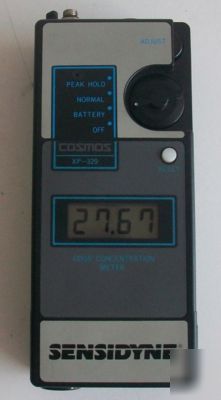 ADJUST
PEAK HOLD
NORMAL
BATTERY
OFF
COSMOS
XP-329
RESET
27.67
ODOR CONCENTRATION
METER
SENSIDYNE